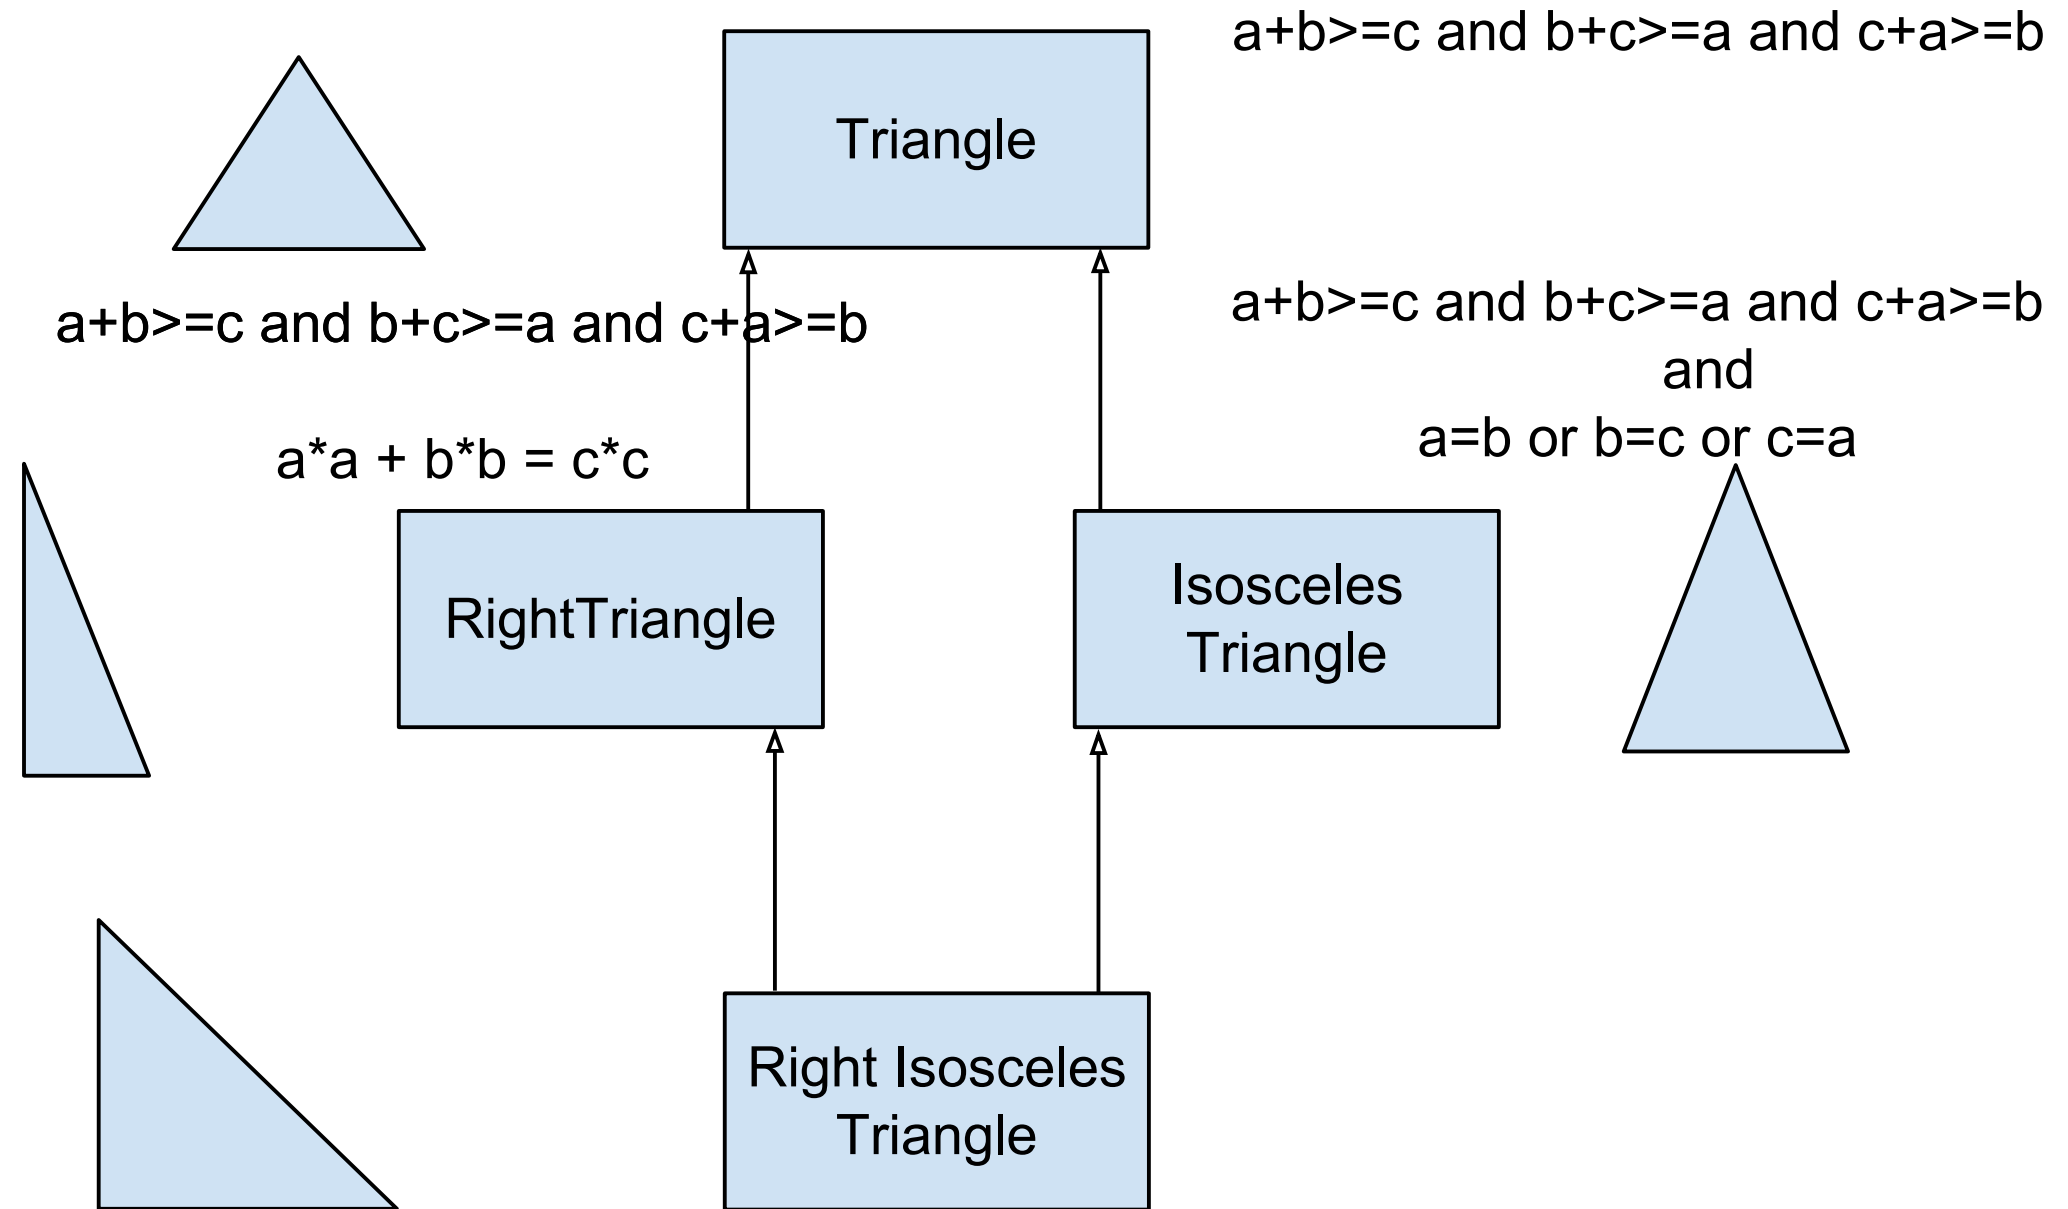 a+b>=c and b+c>=a and c+a>=b
Triangle
a+b>=c and b+c>=a and c+a>=b
a*a + b*b = c*c
a+b>=c and b+c>=a and c+a>=b
and
a=b or b=c or c=a
RightTriangle
Isosceles
Triangle
Right Isosceles
Triangle